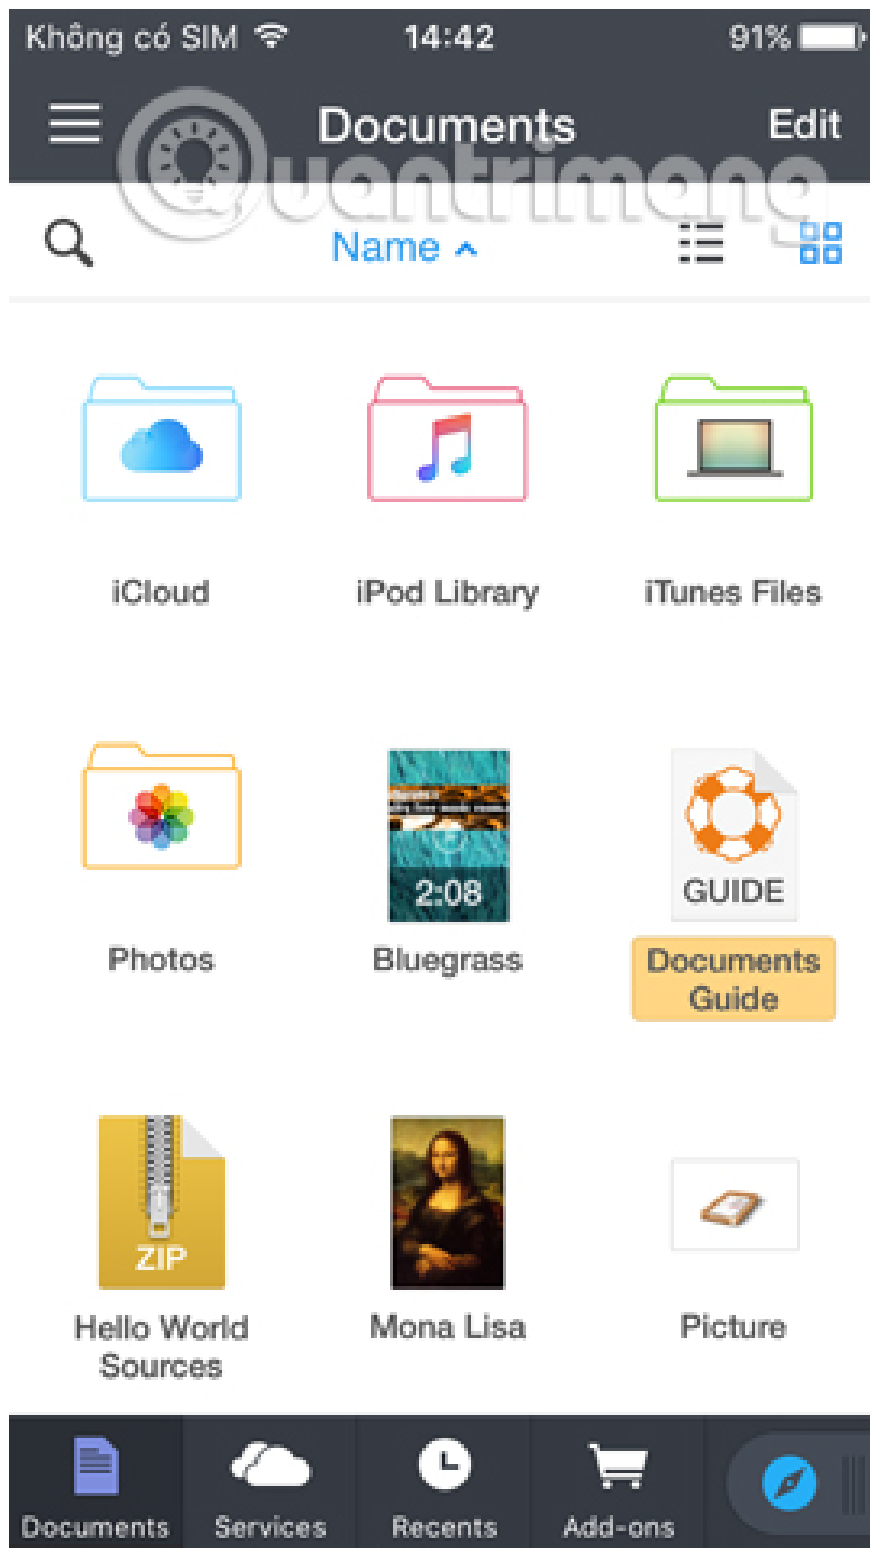 Không có SIM 14:42 91%
Documents Edit
Quantrimang
Name
iCloud iPod Library iTunes Files
2:08
GUIDE
Photos Bluegrass Documents
Guide
ZIP
Hello World Mona Lisa Picture
Sources
Documents Services Recents Add-ons